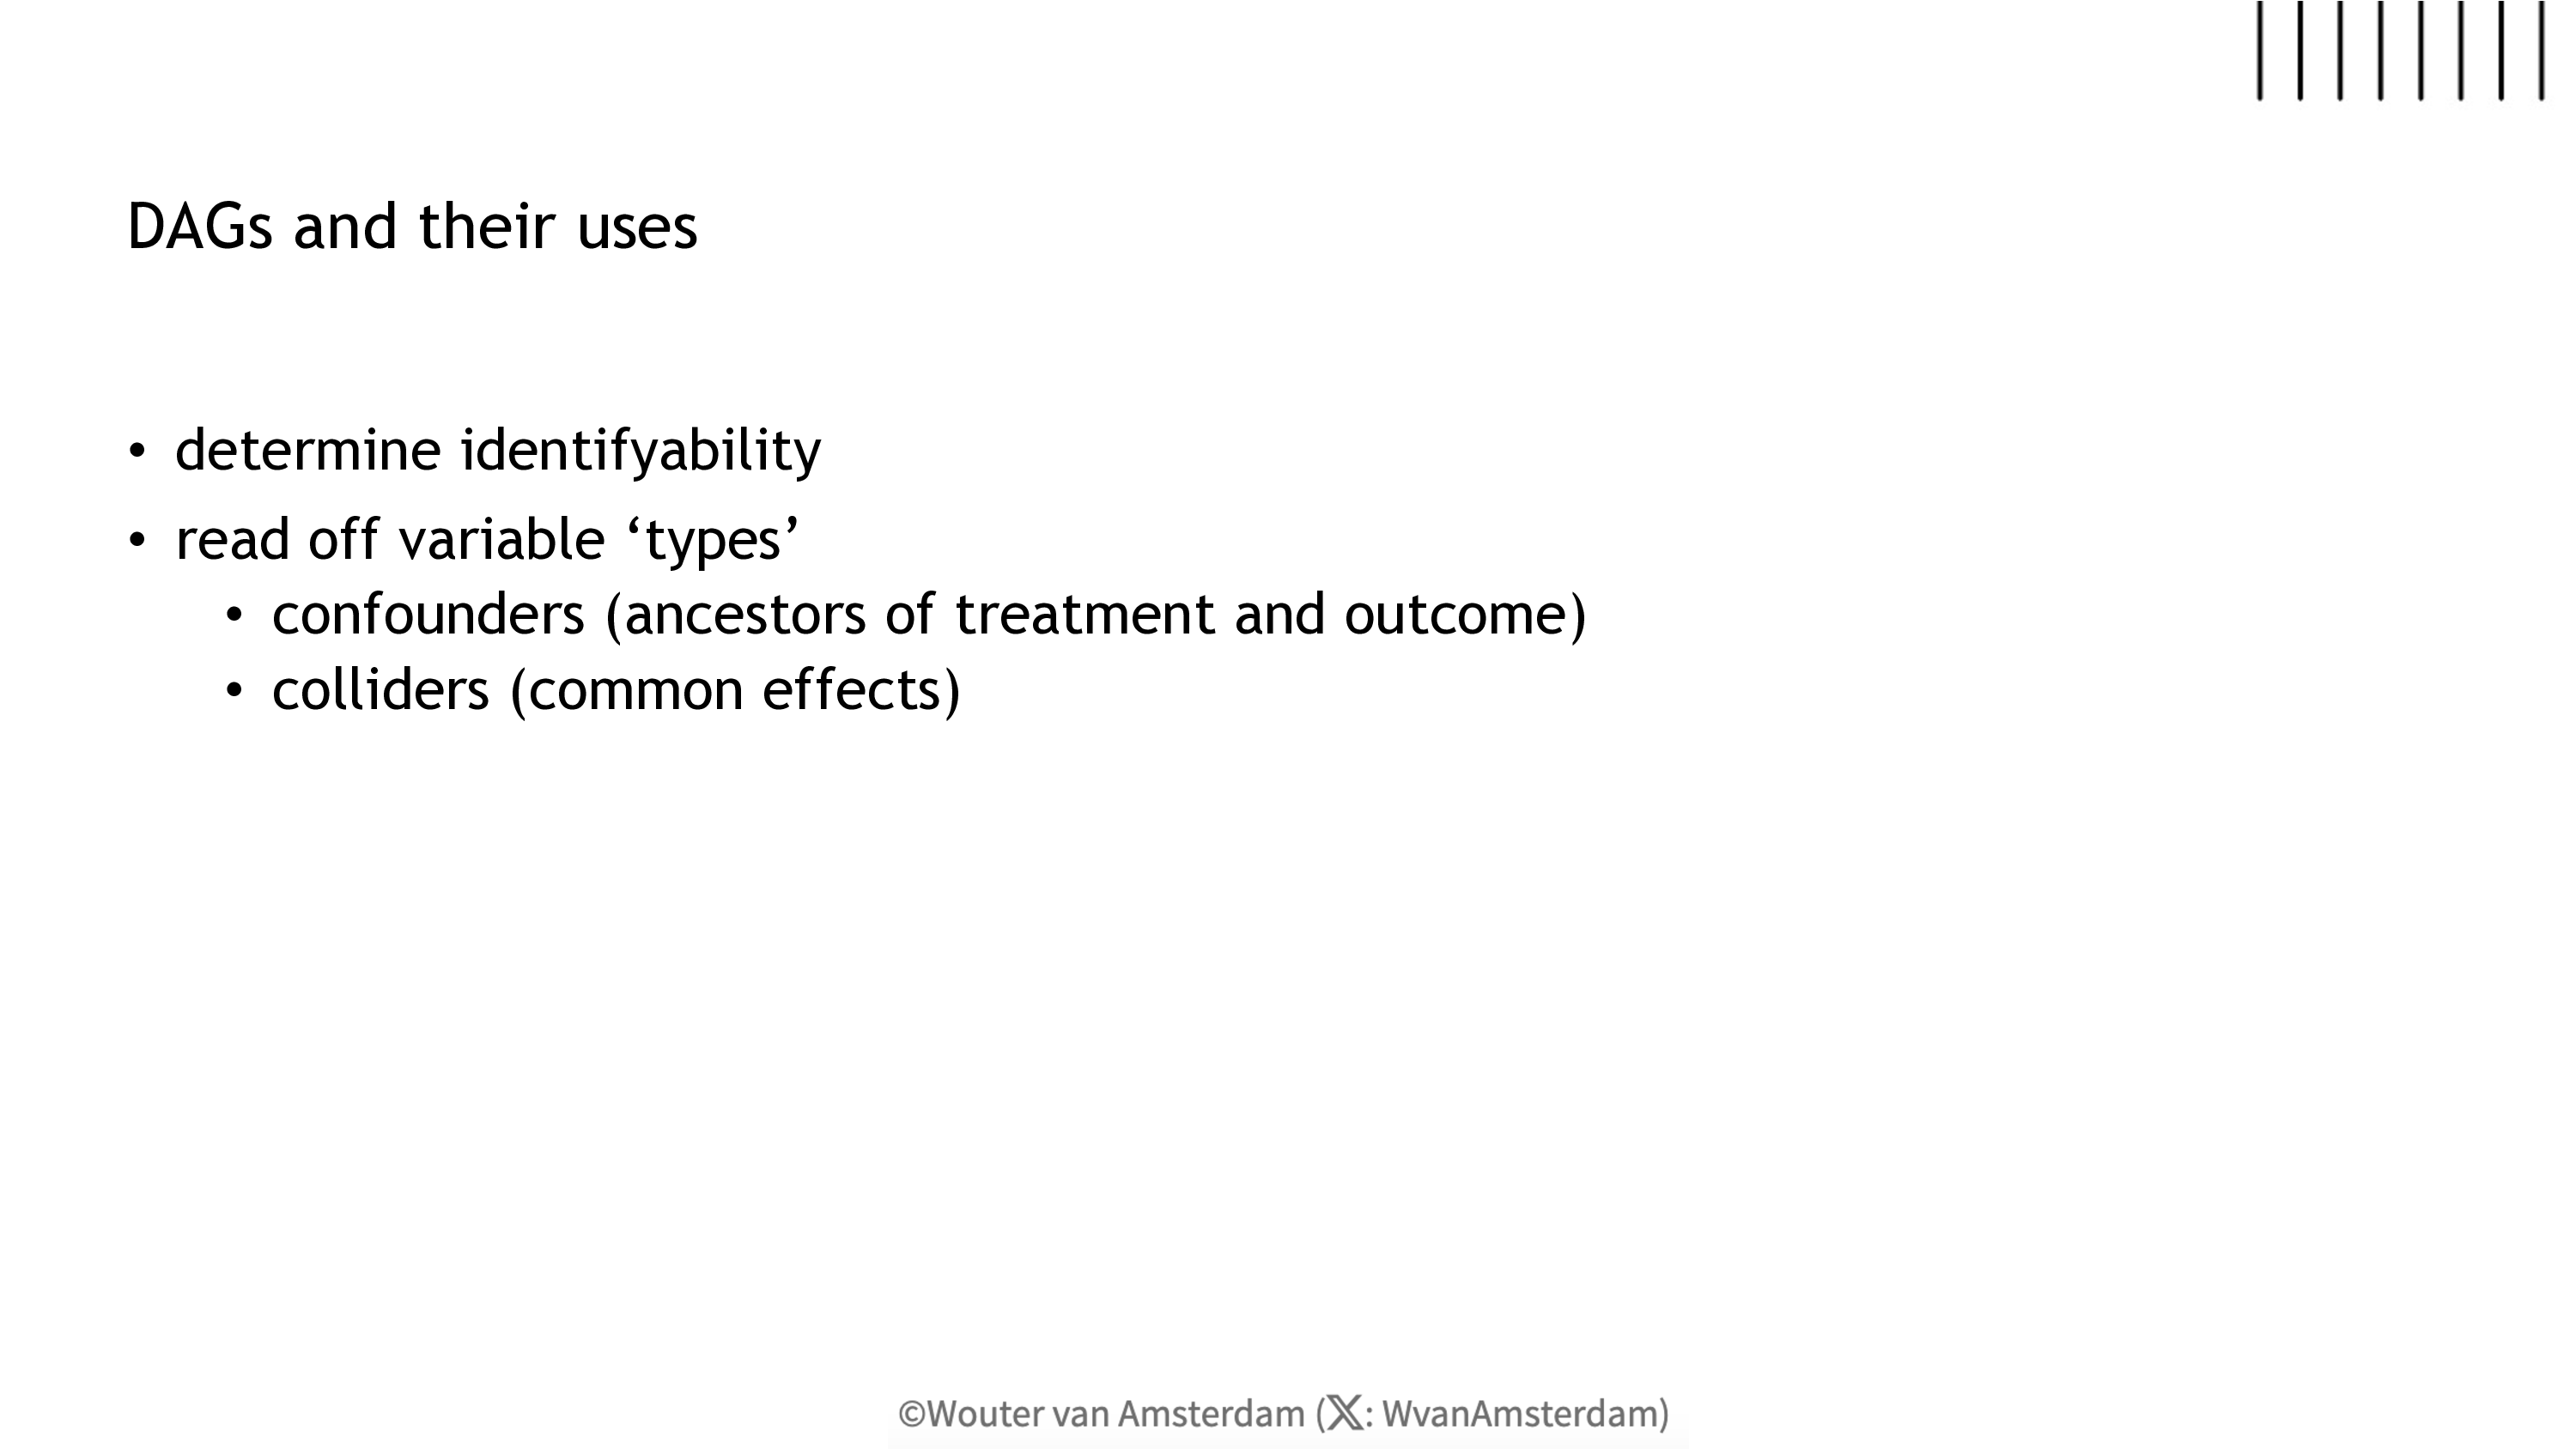 DAGs and their uses
• determine identifyability
• read off variable ‘types’
• confounders (ancestors of treatment and outcome)
• colliders (common effects)
©Wouter van Amsterdam (𝕏: WvanAmsterdam)